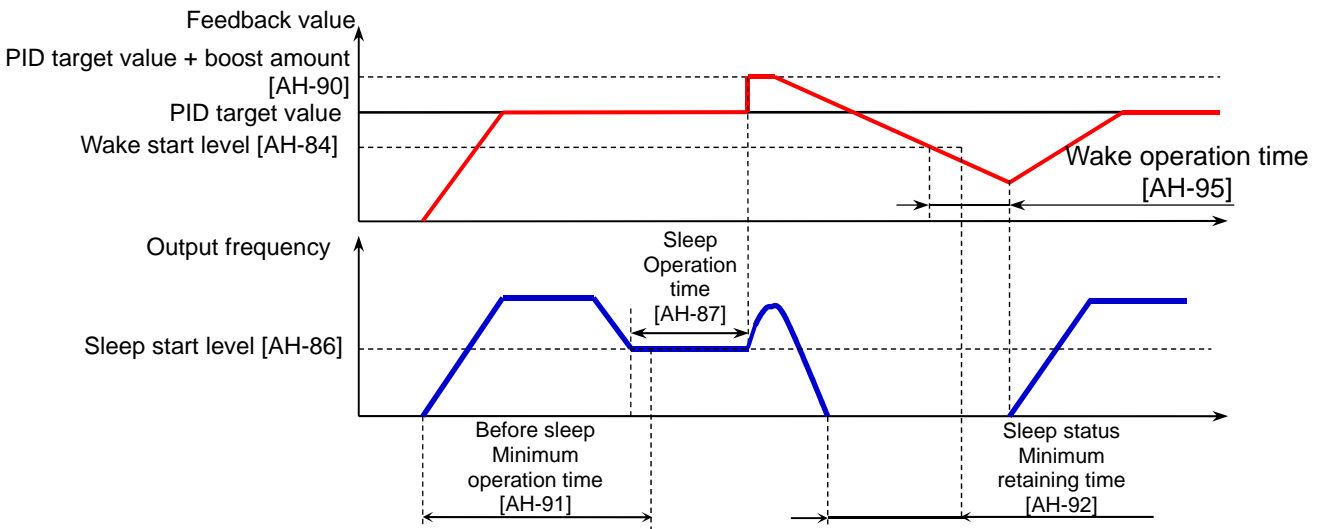 Feedback value
PID target value + boost amount
[AH-90]
PID target value
Wake start level [AH-84]
Wake operation time
[AH-95]
Output frequency
Sleep
Operation
time
[AH-87]
Sleep start level [AH-86]
Before sleep
Minimum
operation time
[AH-91]
Sleep status
Minimum
retaining time
[AH-92]